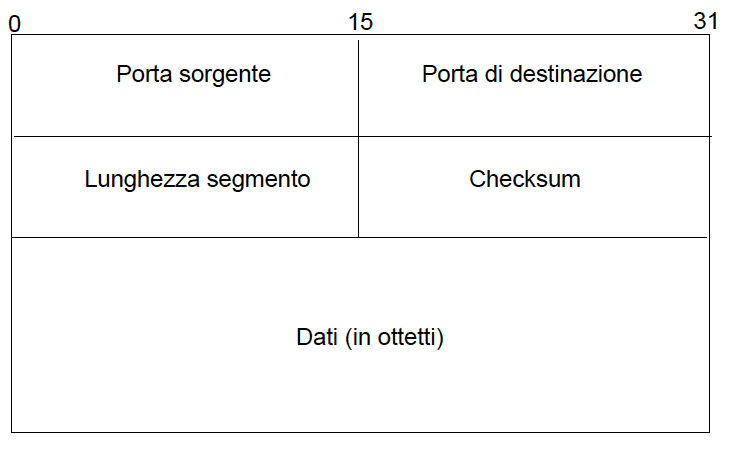 0 15 31
Porta sorgente Porta di destinazione
Lunghezza segmento Checksum
Dati (in ottetti)